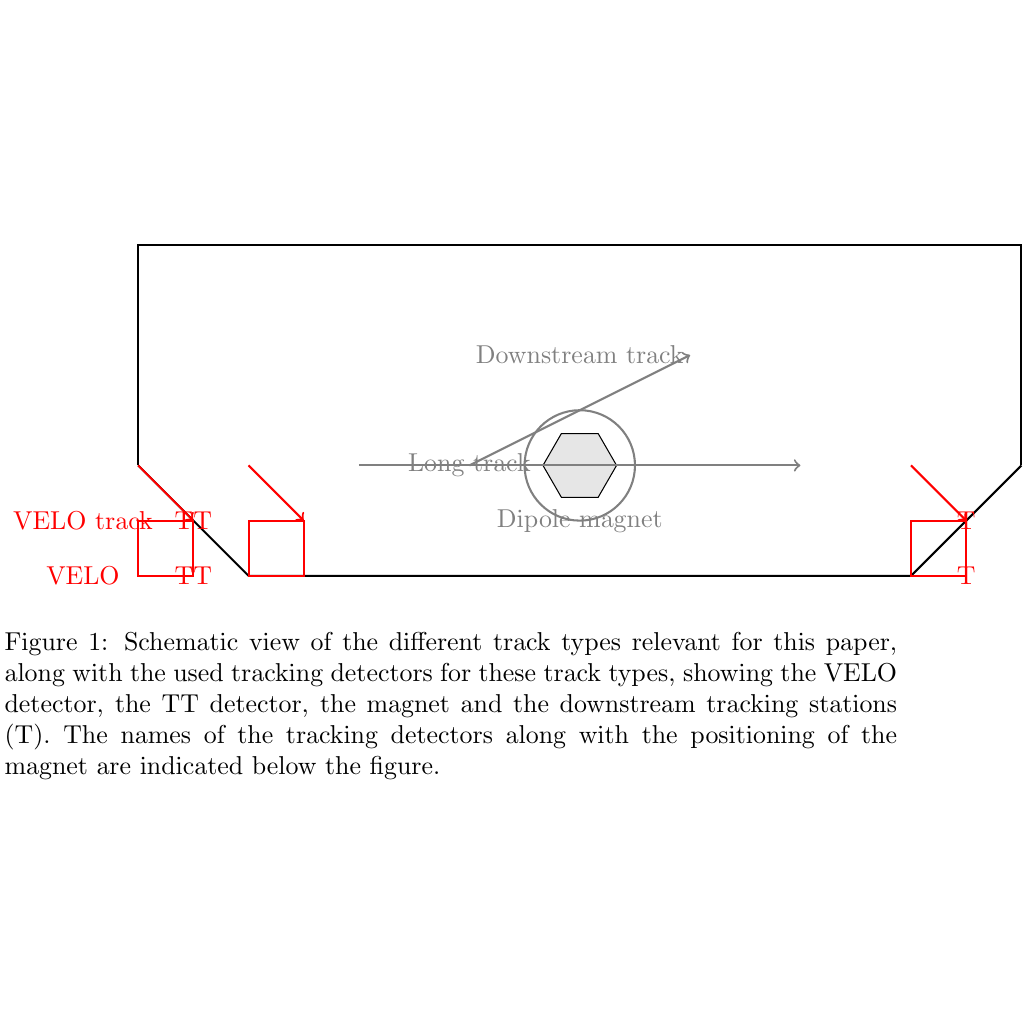 Downstream track
Long track
VELO track TT Dipole magnet T
VELO TT T
Figure 1: Schematic view of the different track types relevant for this paper,
along with the used tracking detectors for these track types, showing the VELO
detector, the TT detector, the magnet and the downstream tracking stations
(T). The names of the tracking detectors along with the positioning of the
magnet are indicated below the figure.